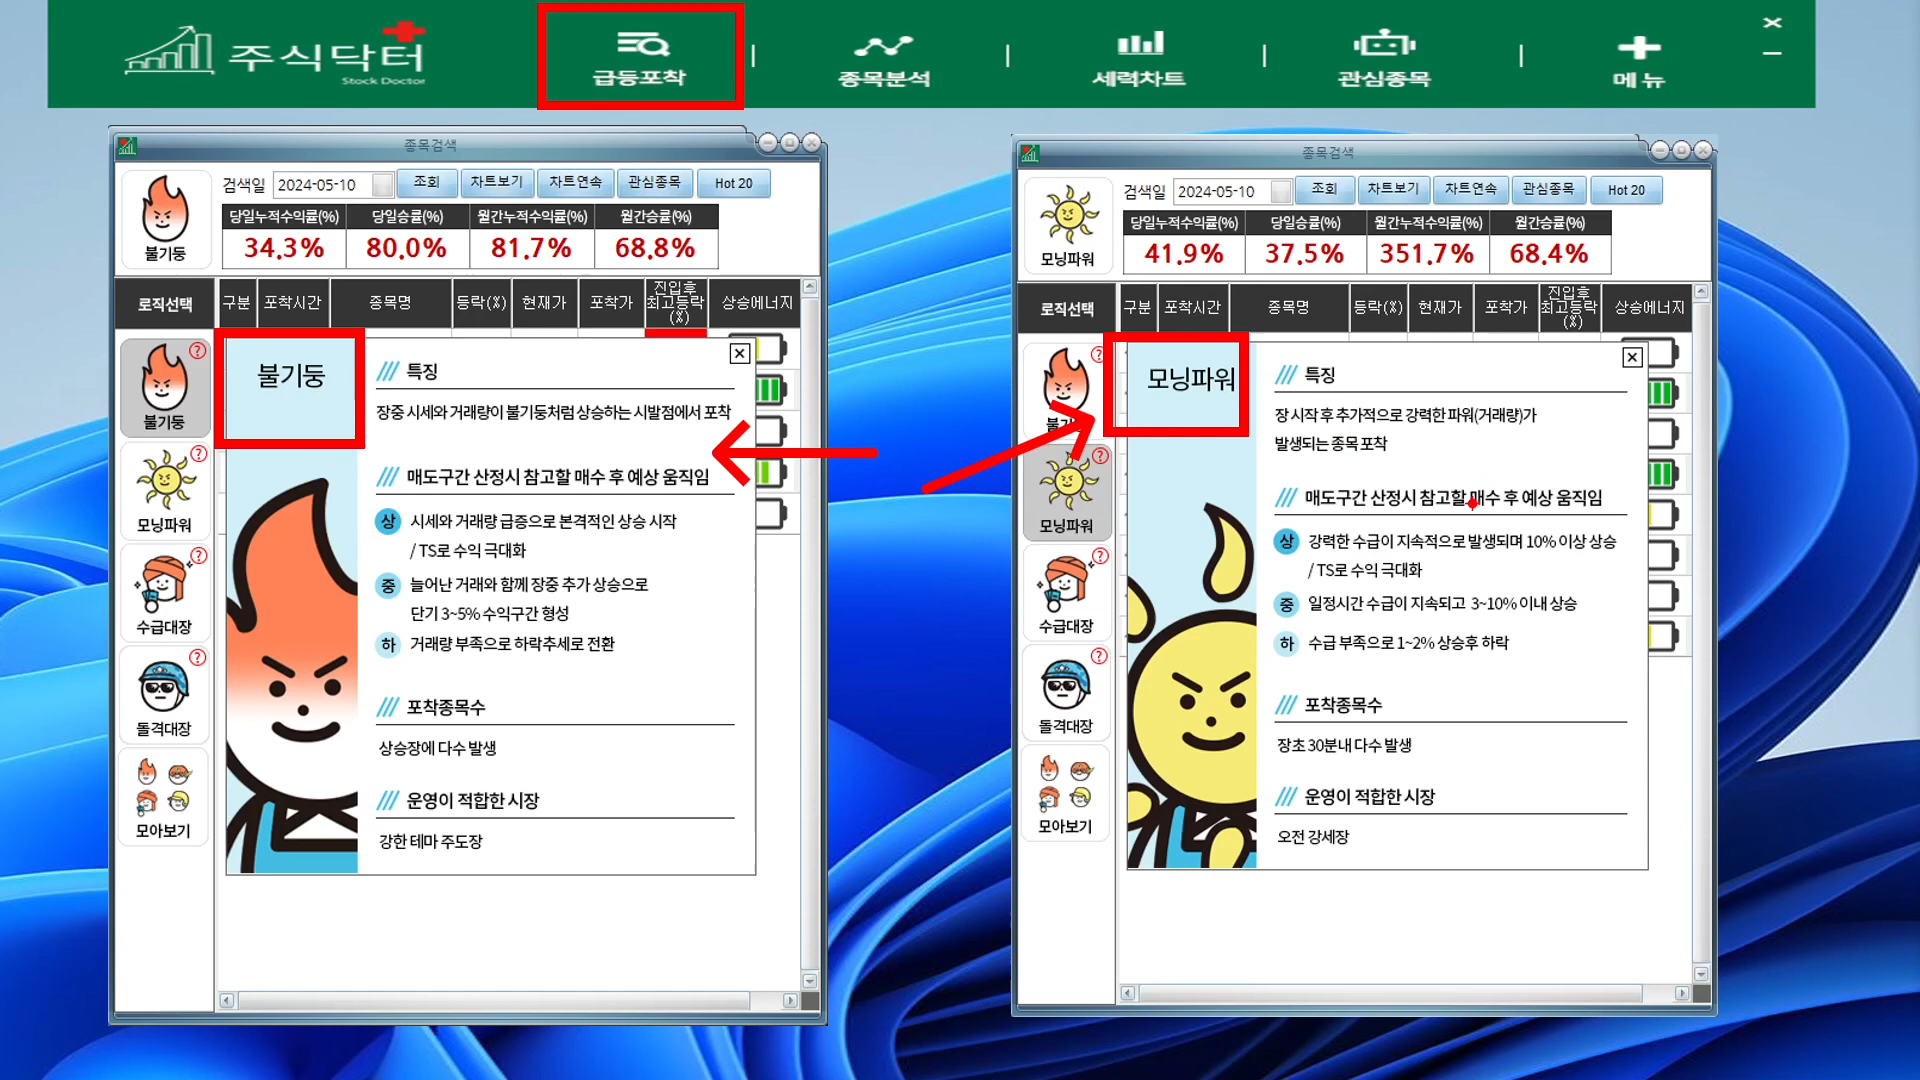 주식닥터
Stock Doctor
급등포착
종목분석
세력차트
관심종목
메뉴
종목검색
불기둥
검색일 2024-05-10 조회 차트보기 차트연속 관심종목 Hot 20
당일누적수익률(%) 당일승률(%) 월간누적수익률(%) 월간승률(%)
34.3% 80.0% 81.7% 68.8%
로직선택 구분 포착시간 종목명 등락(%) 현재가 포착가 진입후 최고등락 (%) 상승에너지
불기둥
모닝파워
수급대장
돌격대장
모아보기
불기둥
/// 특징
장중 시세와 거래량이 불기둥처럼 상승하는 시발점에서 포착
/// 매도구간 산정시 참고할 매수 후 예상 움직임
상 시세와 거래량 급증으로 본격적인 상승 시작
/ TS로 수익 극대화
중 늘어난 거래와 함께 장중 추가 상승으로
단기 3~5% 수익구간 형성
하 거래량 부족으로 하락추세로 전환
/// 포착종목수
상승장에 다수 발생
/// 운영이 적합한 시장
강한 테마 주도장
종목검색
모닝파워
검색일 2024-05-10 조회 차트보기 차트연속 관심종목 Hot 20
당일누적수익률(%) 당일승률(%) 월간누적수익률(%) 월간승률(%)
41.9% 37.5% 351.7% 68.4%
로직선택 구분 포착시간 종목명 등락(%) 현재가 포착가 진입후 최고등락 (%) 상승에너지
모닝파워
수급대장
돌격대장
모아보기
모닝파워
/// 특징
장 시작 후 추가적으로 강력한 파워(거래량)가
발생되는 종목 포착
/// 매도구간 산정시 참고할 매수 후 예상 움직임
상 강력한 수급이 지속적으로 발생되며 10% 이상 상승
/ TS로 수익 극대화
중 일정시간 수급이 지속되고 3~10% 이내 상승
하 수급 부족으로 1~2% 상승후 하락
/// 포착종목수
장초 30분내 다수 발생
/// 운영이 적합한 시장
오전 강세장